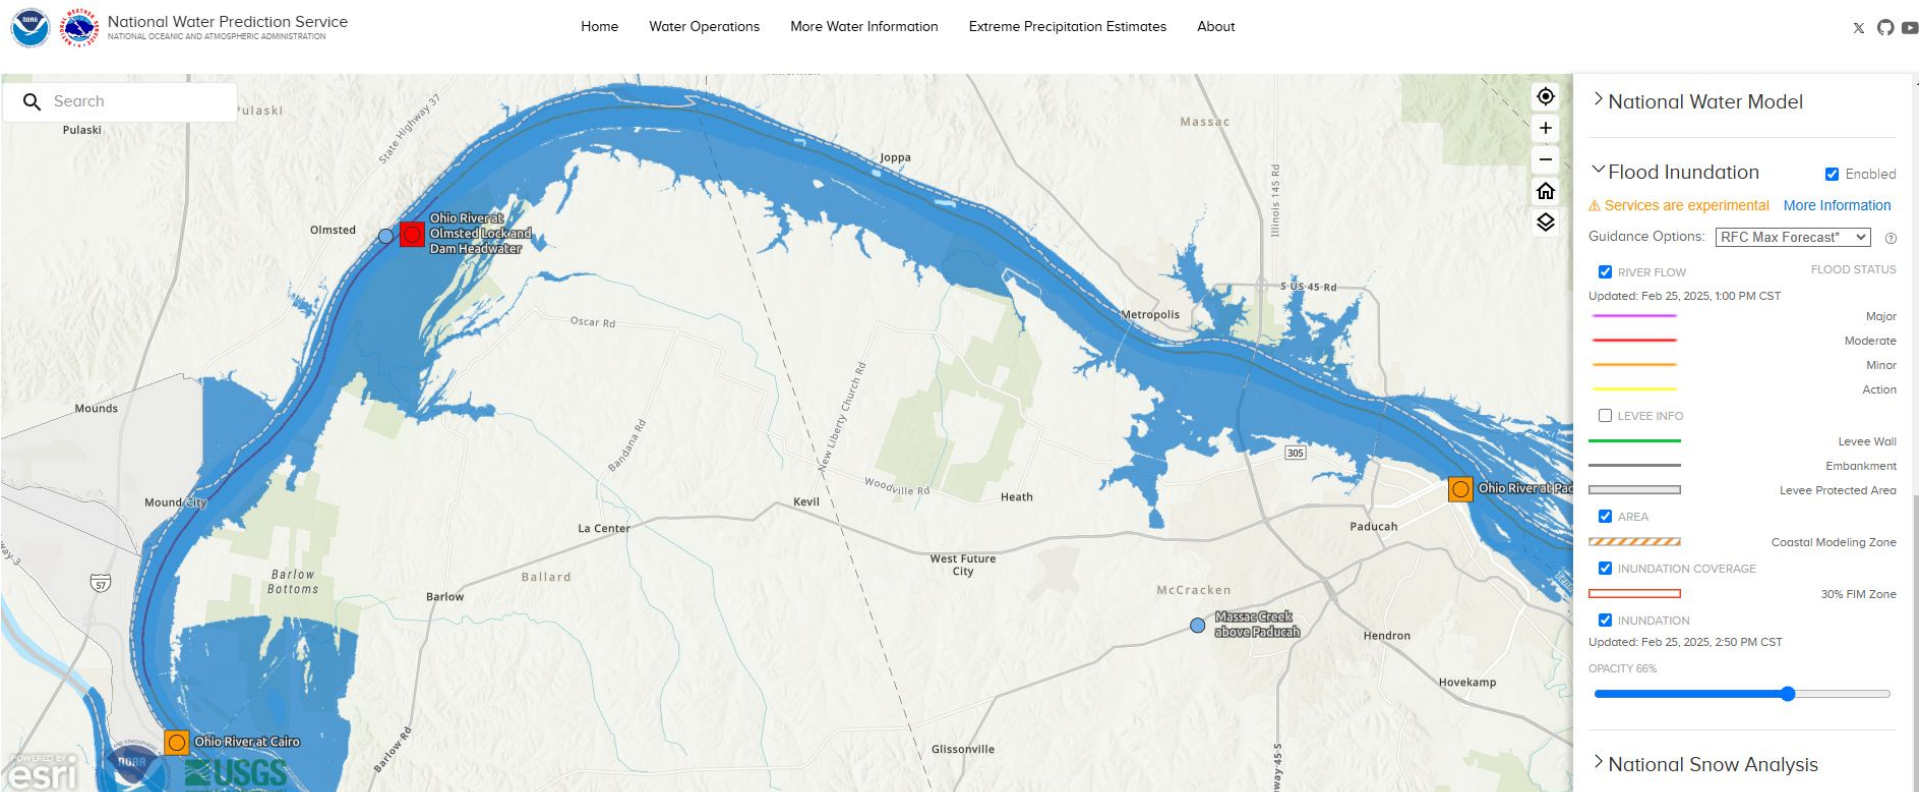 National Water Prediction Service
NATIONAL OCEANIC AND ATMOSPHERIC ADMINISTRATION
Home
Water Operations
More Water Information
Extreme Precipitation Estimates
About
Search
Pulaski
Pulaski
State Highway 37
Massac
Joppa
Illinois 145 Rd
Olmsted
Ohio River at
Olmsted Lock and
Dam Headwater
S US 45 Rd
Metropolis
Oscar Rd
New Liberty Church Rd
Mounds
Bandana Rd
305
Woodville Rd
Ohio River at Pad
Mound City
Kevil
Heath
La Center
Paducah
West Future
City
57
Barlow
Bottoms
Ballard
Barlow
McCracken
Massac Creek
above Paducah
Hendron
Hovekamp
Ohio River at Cairo
Barlow Rd
Glissonville
POWERED BY
esri
NOAA
USGS
National Water Model
Flood Inundation
Enabled
Services are experimental
More Information
Guidance Options:
RFC Max Forecast*
RIVER FLOW
FLOOD STATUS
Updated: Feb 25, 2025, 1:00 PM CST
Major
Moderate
Minor
Action
LEVEE INFO
Levee Wall
Embankment
Levee Protected Area
AREA
Coastal Modeling Zone
INUNDATION COVERAGE
30% FIM Zone
INUNDATION
Updated: Feb 25, 2025, 2:50 PM CST
OPACITY 66%
National Snow Analysis